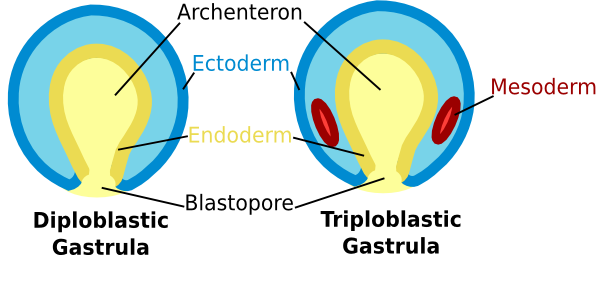 Archenteron
Ectoderm
Mesoderm
Endoderm
Blastopore
Diploblastic
Gastrula
Triploblastic
Gastrula